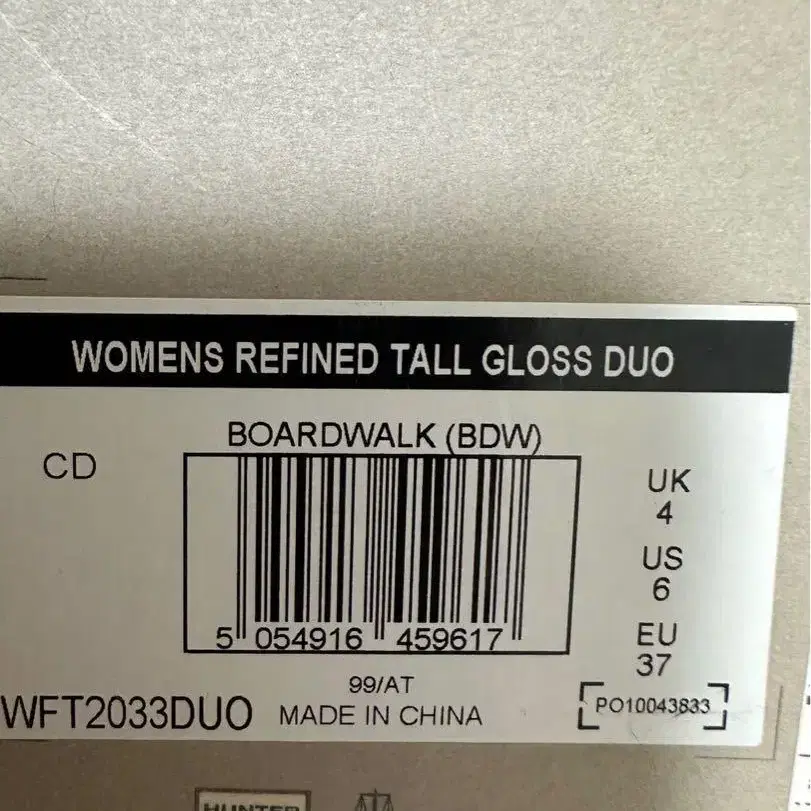 WOMENS REFINED TALL GLOSS DUO
BOARDWALK (BDW)
CD
UK
4
US
6
EU
37
5 054916 459617
99/AT
WFT2033DUO
MADE IN CHINA
PO10043833
HUNTER